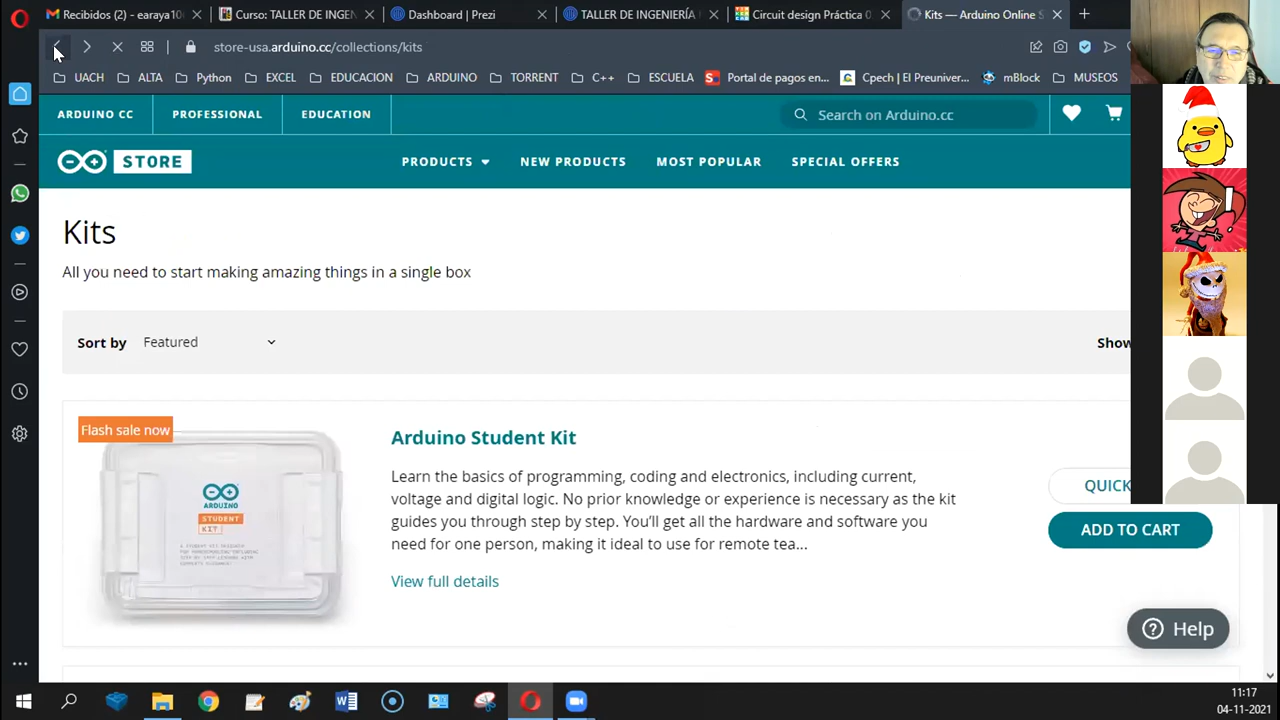 Recibidos (2) - earaya10
Curso: TALLER DE INGEN
Dashboard | Prezi
TALLER DE INGENIERÍA
Circuit design Práctica 0
Kits — Arduino Online S
store-usa.arduino.cc/collections/kits
UACH
ALTA
Python
EXCEL
EDUCACION
ARDUINO
TORRENT
C++
ESCUELA
Portal de pagos en...
Cpech | El Preuniver...
mBlock
MUSEOS
ARDUINO CC
PROFESSIONAL
EDUCATION
Search on Arduino.cc
STORE
PRODUCTS
NEW PRODUCTS
MOST POPULAR
SPECIAL OFFERS
Kits
All you need to start making amazing things in a single box
Sort by
Featured
Show
Flash sale now
ARDUINO
STUDENT
KIT
Arduino Student Kit
Learn the basics of programming, coding and electronics, including current,
voltage and digital logic. No prior knowledge or experience is necessary as the kit
guides you through step by step. You'll get all the hardware and software you
need for one person, making it ideal to use for remote tea...
View full details
QUICK
ADD TO CART
Help
11:17
04-11-2021